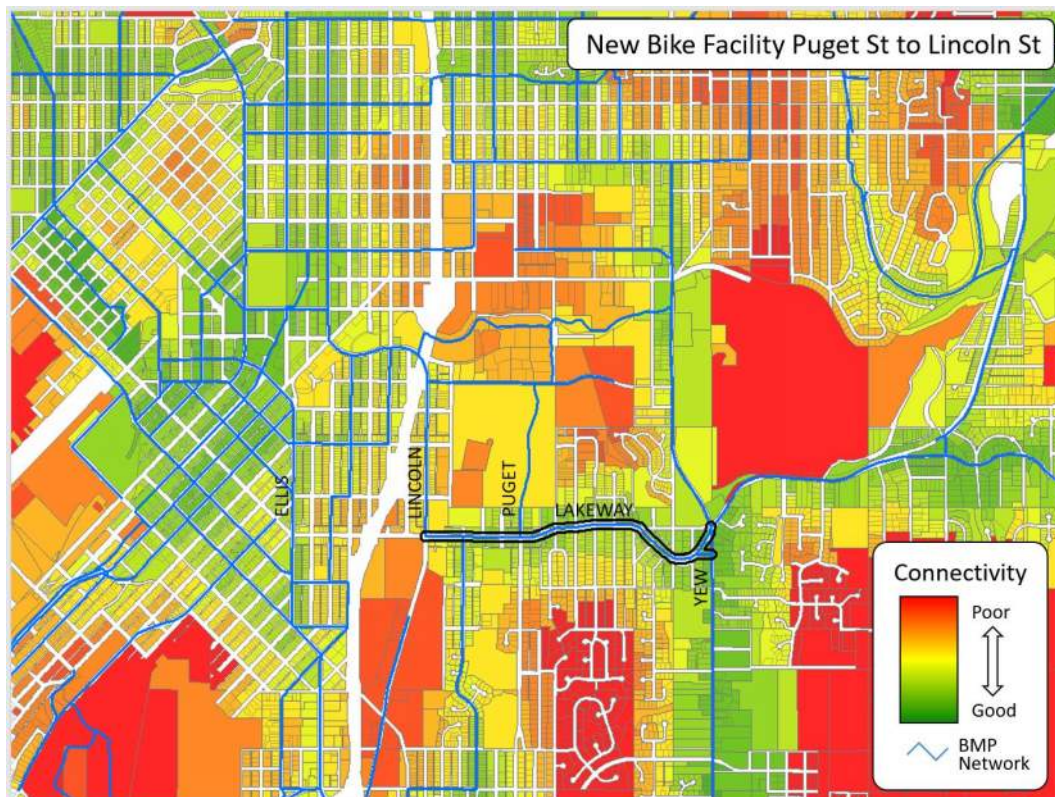 New Bike Facility Puget St to Lincoln St
ELLIS
LINCOLN
PUGET
LAKEWAY
YEW
Connectivity
Poor
Good
BMP
Network